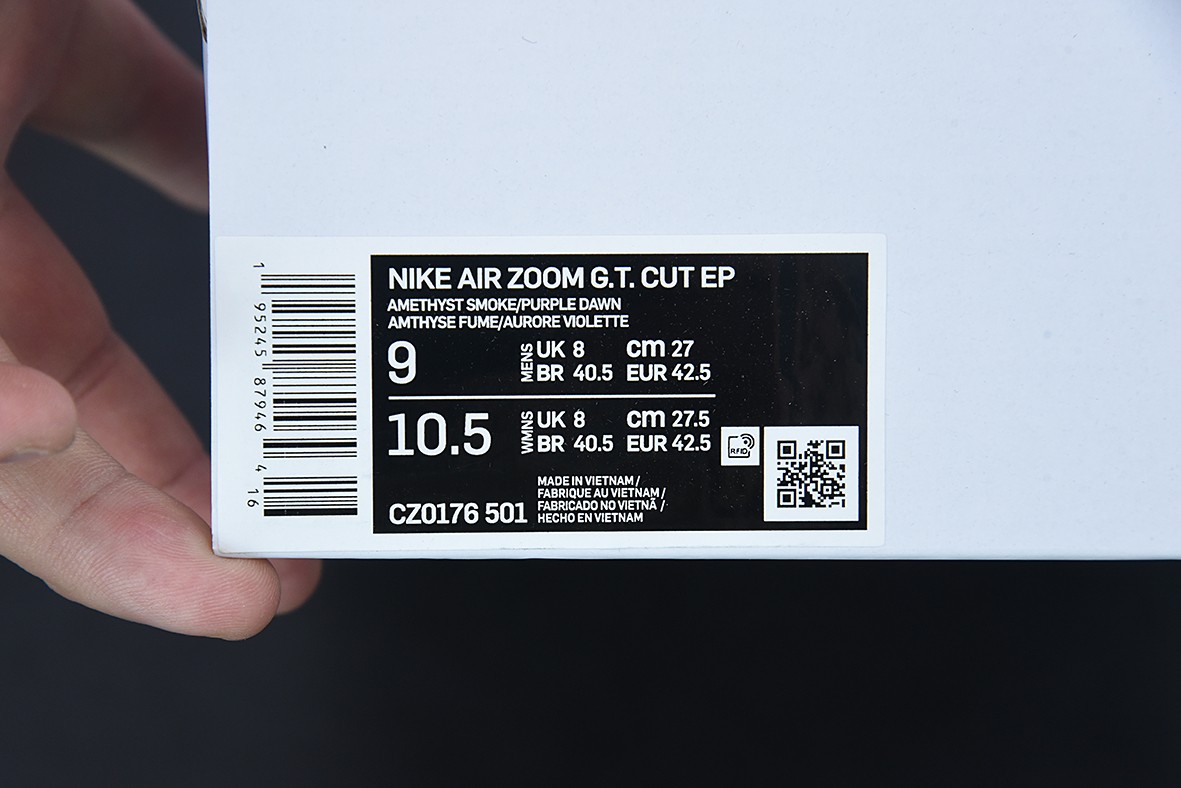 1 95245 87946 4 16
NIKE AIR ZOOM G.T. CUT EP
AMETHYST SMOKE/PURPLE DAWN
AMTHYSE FUME/AURORE VIOLETTE
9 MENS UK 8 cm 27
BR 40.5 EUR 42.5
10.5 WMNS UK 8 cm 27.5
BR 40.5 EUR 42.5
RFID
CZ0176 501
MADE IN VIETNAM /
FABRIQUE AU VIETNAM /
FABRICADO NO VIETNÃ /
HECHO EN VIETNAM